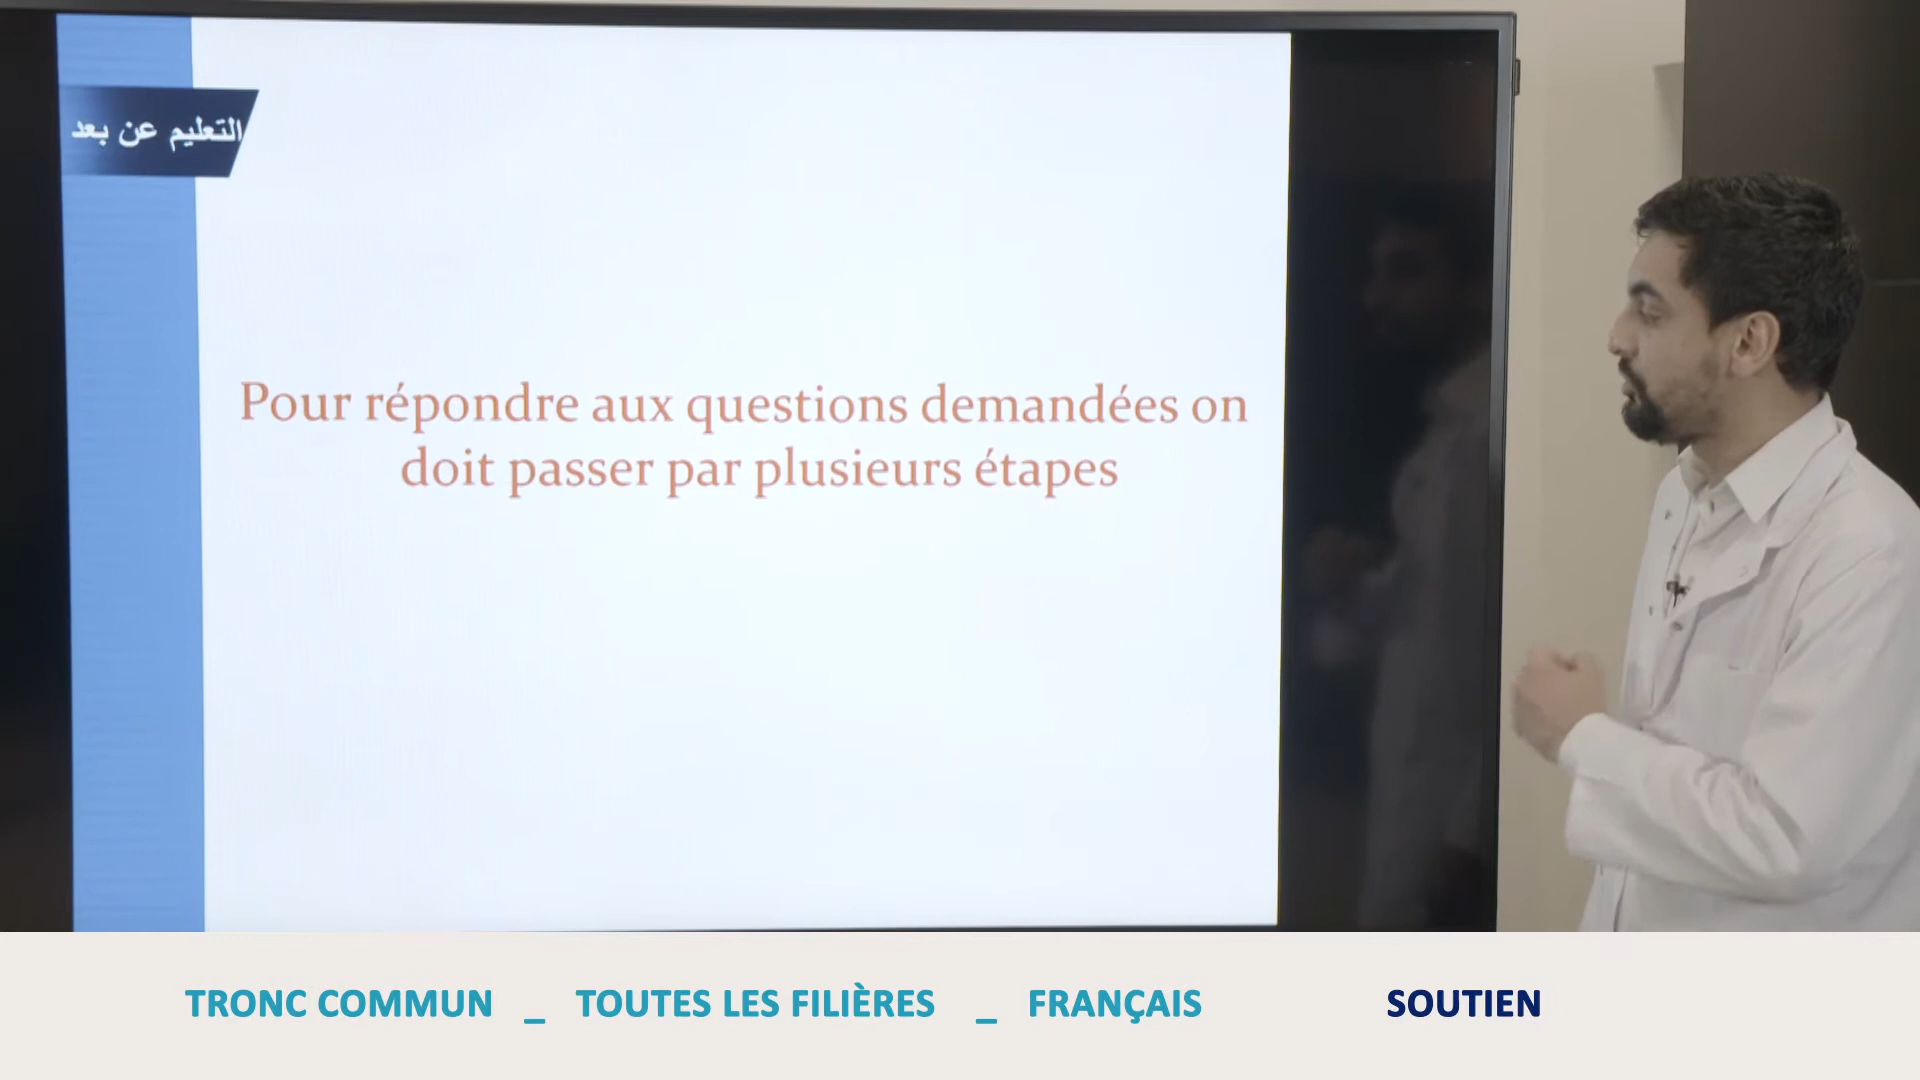 التعليم عن بعد
Pour répondre aux questions demandées on
doit passer par plusieurs étapes
TRONC COMMUN _ TOUTES LES FILIÈRES _ FRANÇAIS SOUTIEN